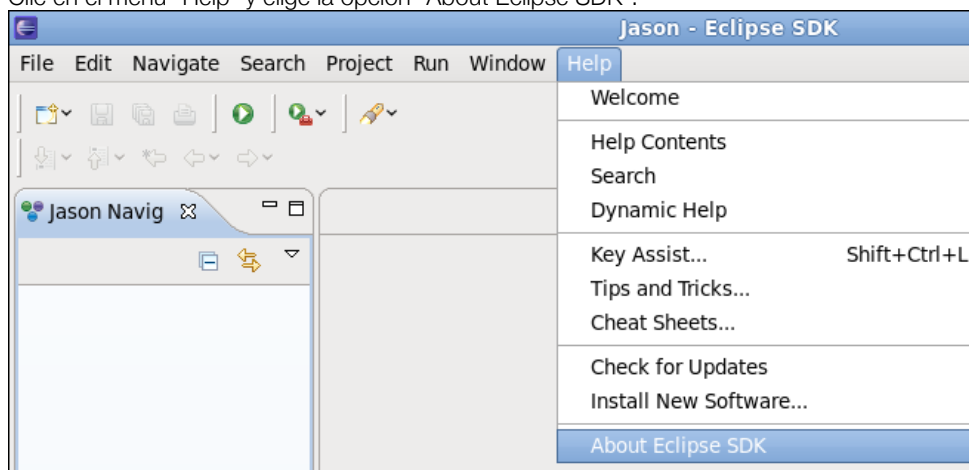 Clic en el menú "Help" y elige la opción "About Eclipse SDK".
Jason - Eclipse SDK
File Edit Navigate Search Project Run Window Help
Welcome
Help Contents
Search
Dynamic Help
Jason Navig
Key Assist... Shift+Ctrl+L
Tips and Tricks...
Cheat Sheets...
Check for Updates
Install New Software...
About Eclipse SDK